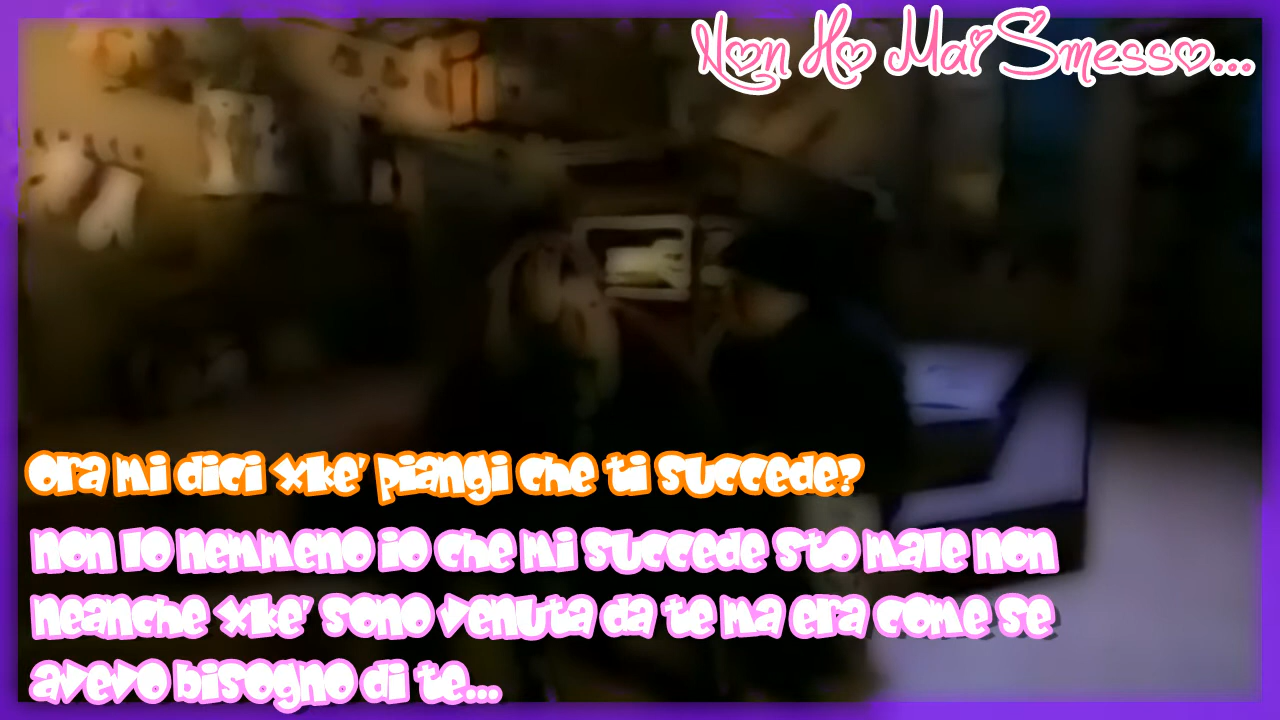 Non Ho Mai Smesso...
ora mi dici xke' piangi che ti succede?
non lo nemmeno io che mi succede sto male non
neanche xke' sono venuta da te ma era come se
avevo bisogno di te...